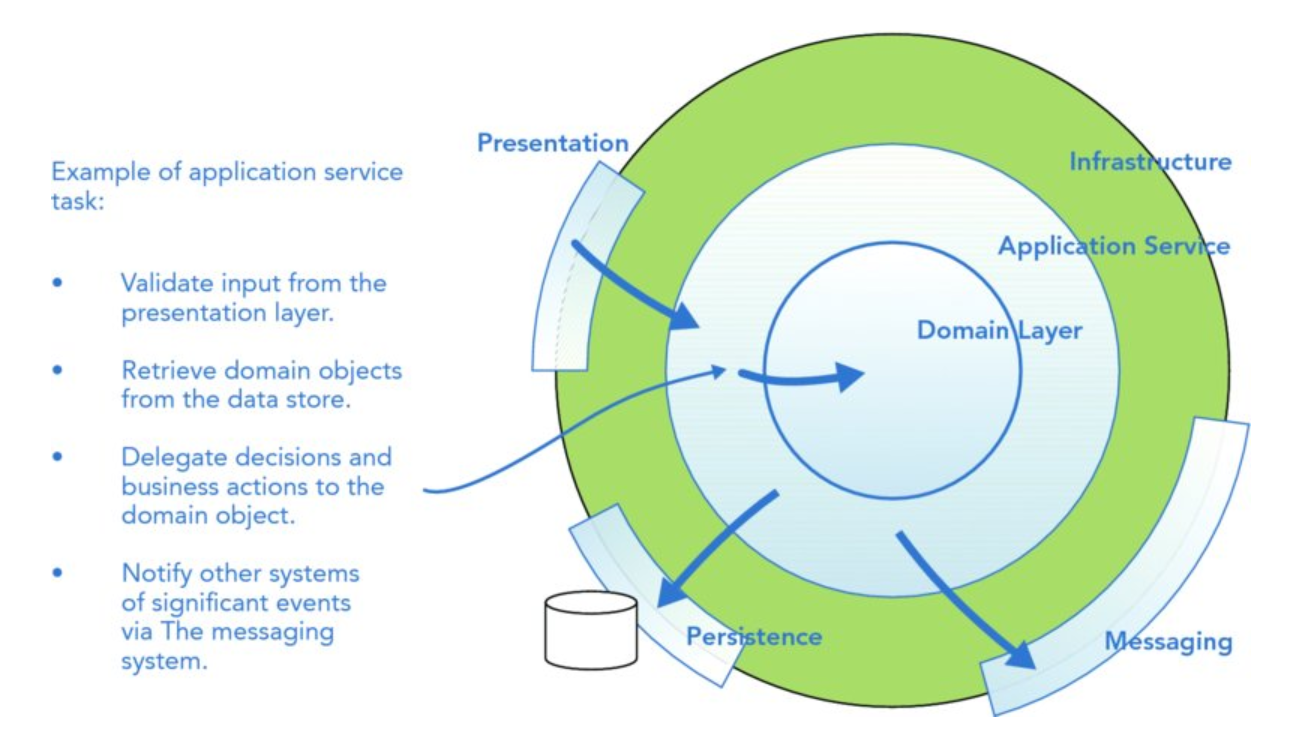 Presentation
Infrastructure
Example of application service
task:
Application Service
• Validate input from the
presentation layer.
Domain Layer
• Retrieve domain objects
from the data store.
• Delegate decisions and
business actions to the
domain object.
• Notify other systems
of significant events
via The messaging
system.
Persistence
Messaging